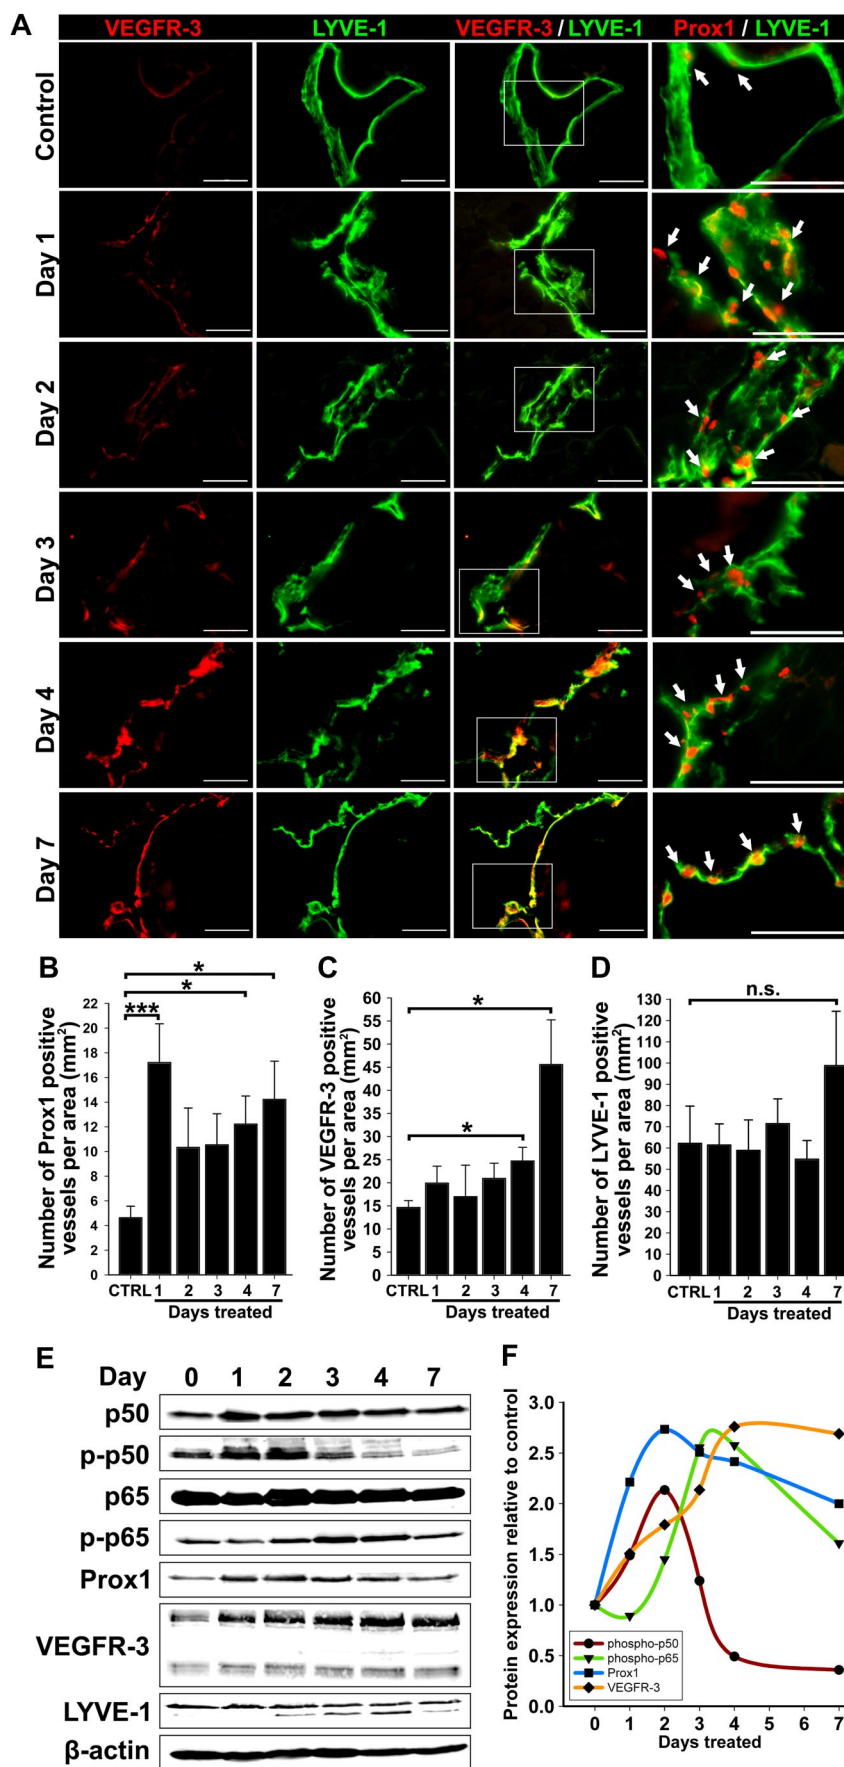 A
VEGFR-3 LYVE-1 VEGFR-3 / LYVE-1 Prox1 / LYVE-1
Control
Day 1
Day 2
Day 3
Day 4
Day 7
B
Number of Prox1 positive
vessels per area (mm²)
22
20
18
16
14
12
10
8
6
4
2
0
***
*
*
CTRL 1 2 3 4 7
Days treated
C
Number of VEGFR-3 positive
vessels per area (mm²)
60
55
50
45
40
35
30
25
20
15
10
5
0
*
*
CTRL 1 2 3 4 7
Days treated
D
Number of LYVE-1 positive
vessels per area (mm²)
130
120
110
100
90
80
70
60
50
40
30
20
10
0
n.s.
CTRL 1 2 3 4 7
Days treated
E
Day 0 1 2 3 4 7
p50
p-p50
p65
p-p65
Prox1
VEGFR-3
LYVE-1
β-actin
F
Protein expression relative to control
3.0
2.5
2.0
1.5
1.0
0.5
0.0
phospho-p50
phospho-p65
Prox1
VEGFR-3
0 1 2 3 4 5 6 7
Days treated